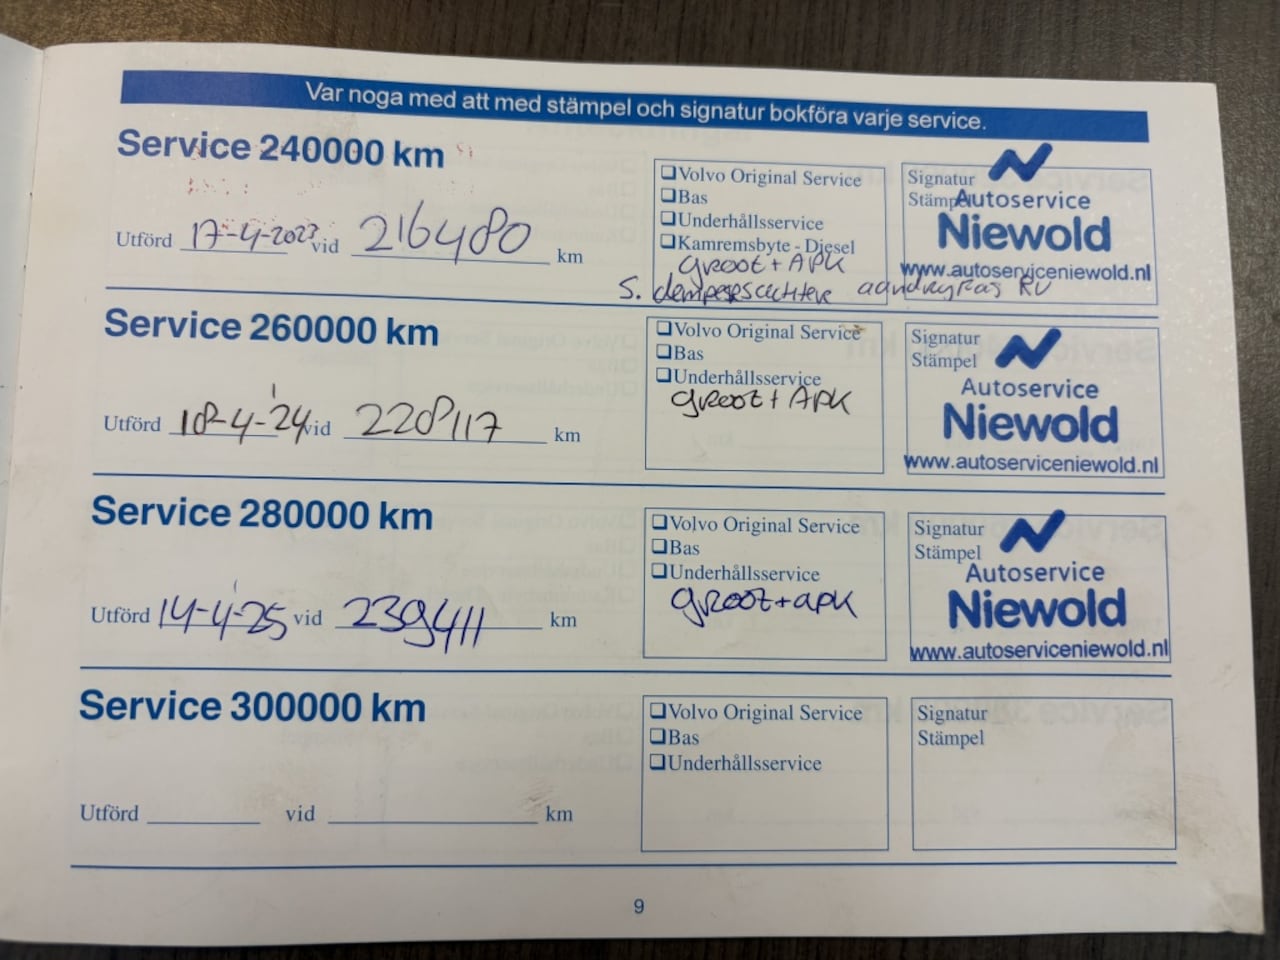 Var noga med att med stämpel och signatur bokföra varje service.
Service 240000 km
Utförd 17-4-2023 vid 216480 km
❑Volvo Original Service
❑Bas
❑Underhållsservice
❑Kamremsbyte - Diesel
groot + APK
S. dempers achter aandryfas RV
Signatur
Stämpel
Autoservice
Niewold
www.autoserviceniewold.nl
Service 260000 km
Utförd 18-4-'24 vid 228117 km
❑Volvo Original Service
❑Bas
❑Underhållsservice
groot + APK
Signatur
Stämpel
Autoservice
Niewold
www.autoserviceniewold.nl
Service 280000 km
Utförd 14-4-'25 vid 239411 km
❑Volvo Original Service
❑Bas
❑Underhållsservice
groot + apk
Signatur
Stämpel
Autoservice
Niewold
www.autoserviceniewold.nl
Service 300000 km
Utförd vid km
❑Volvo Original Service
❑Bas
❑Underhållsservice
Signatur
Stämpel
9